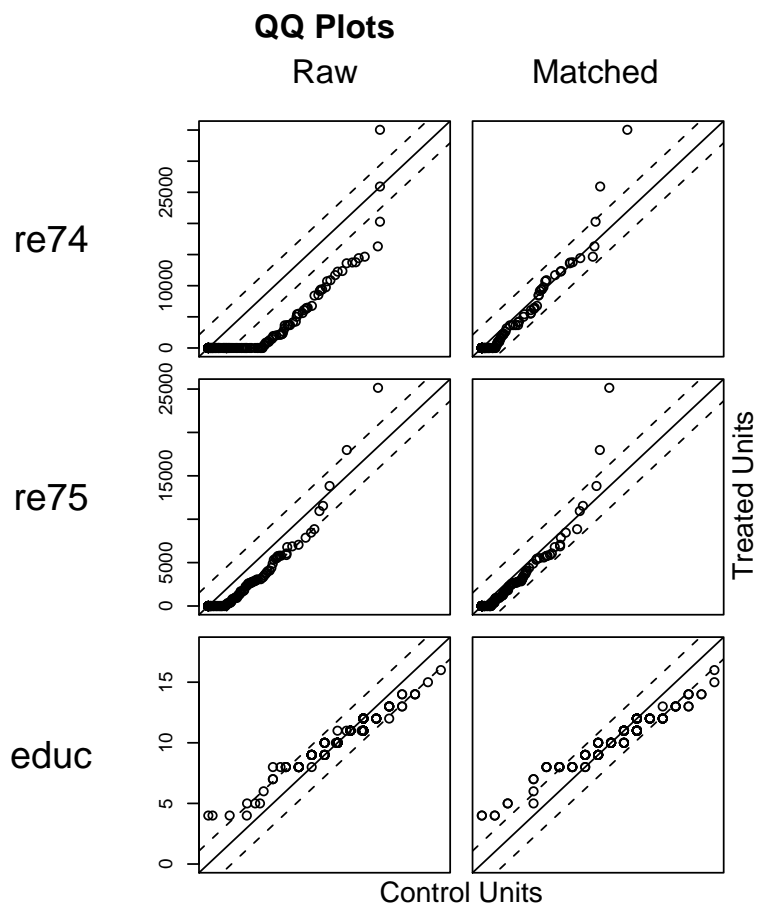 QQ Plots
Raw Matched
re74
0 10000 25000
re75
0 5000 15000 25000
educ
0 5 10 15
Control Units
Treated Units